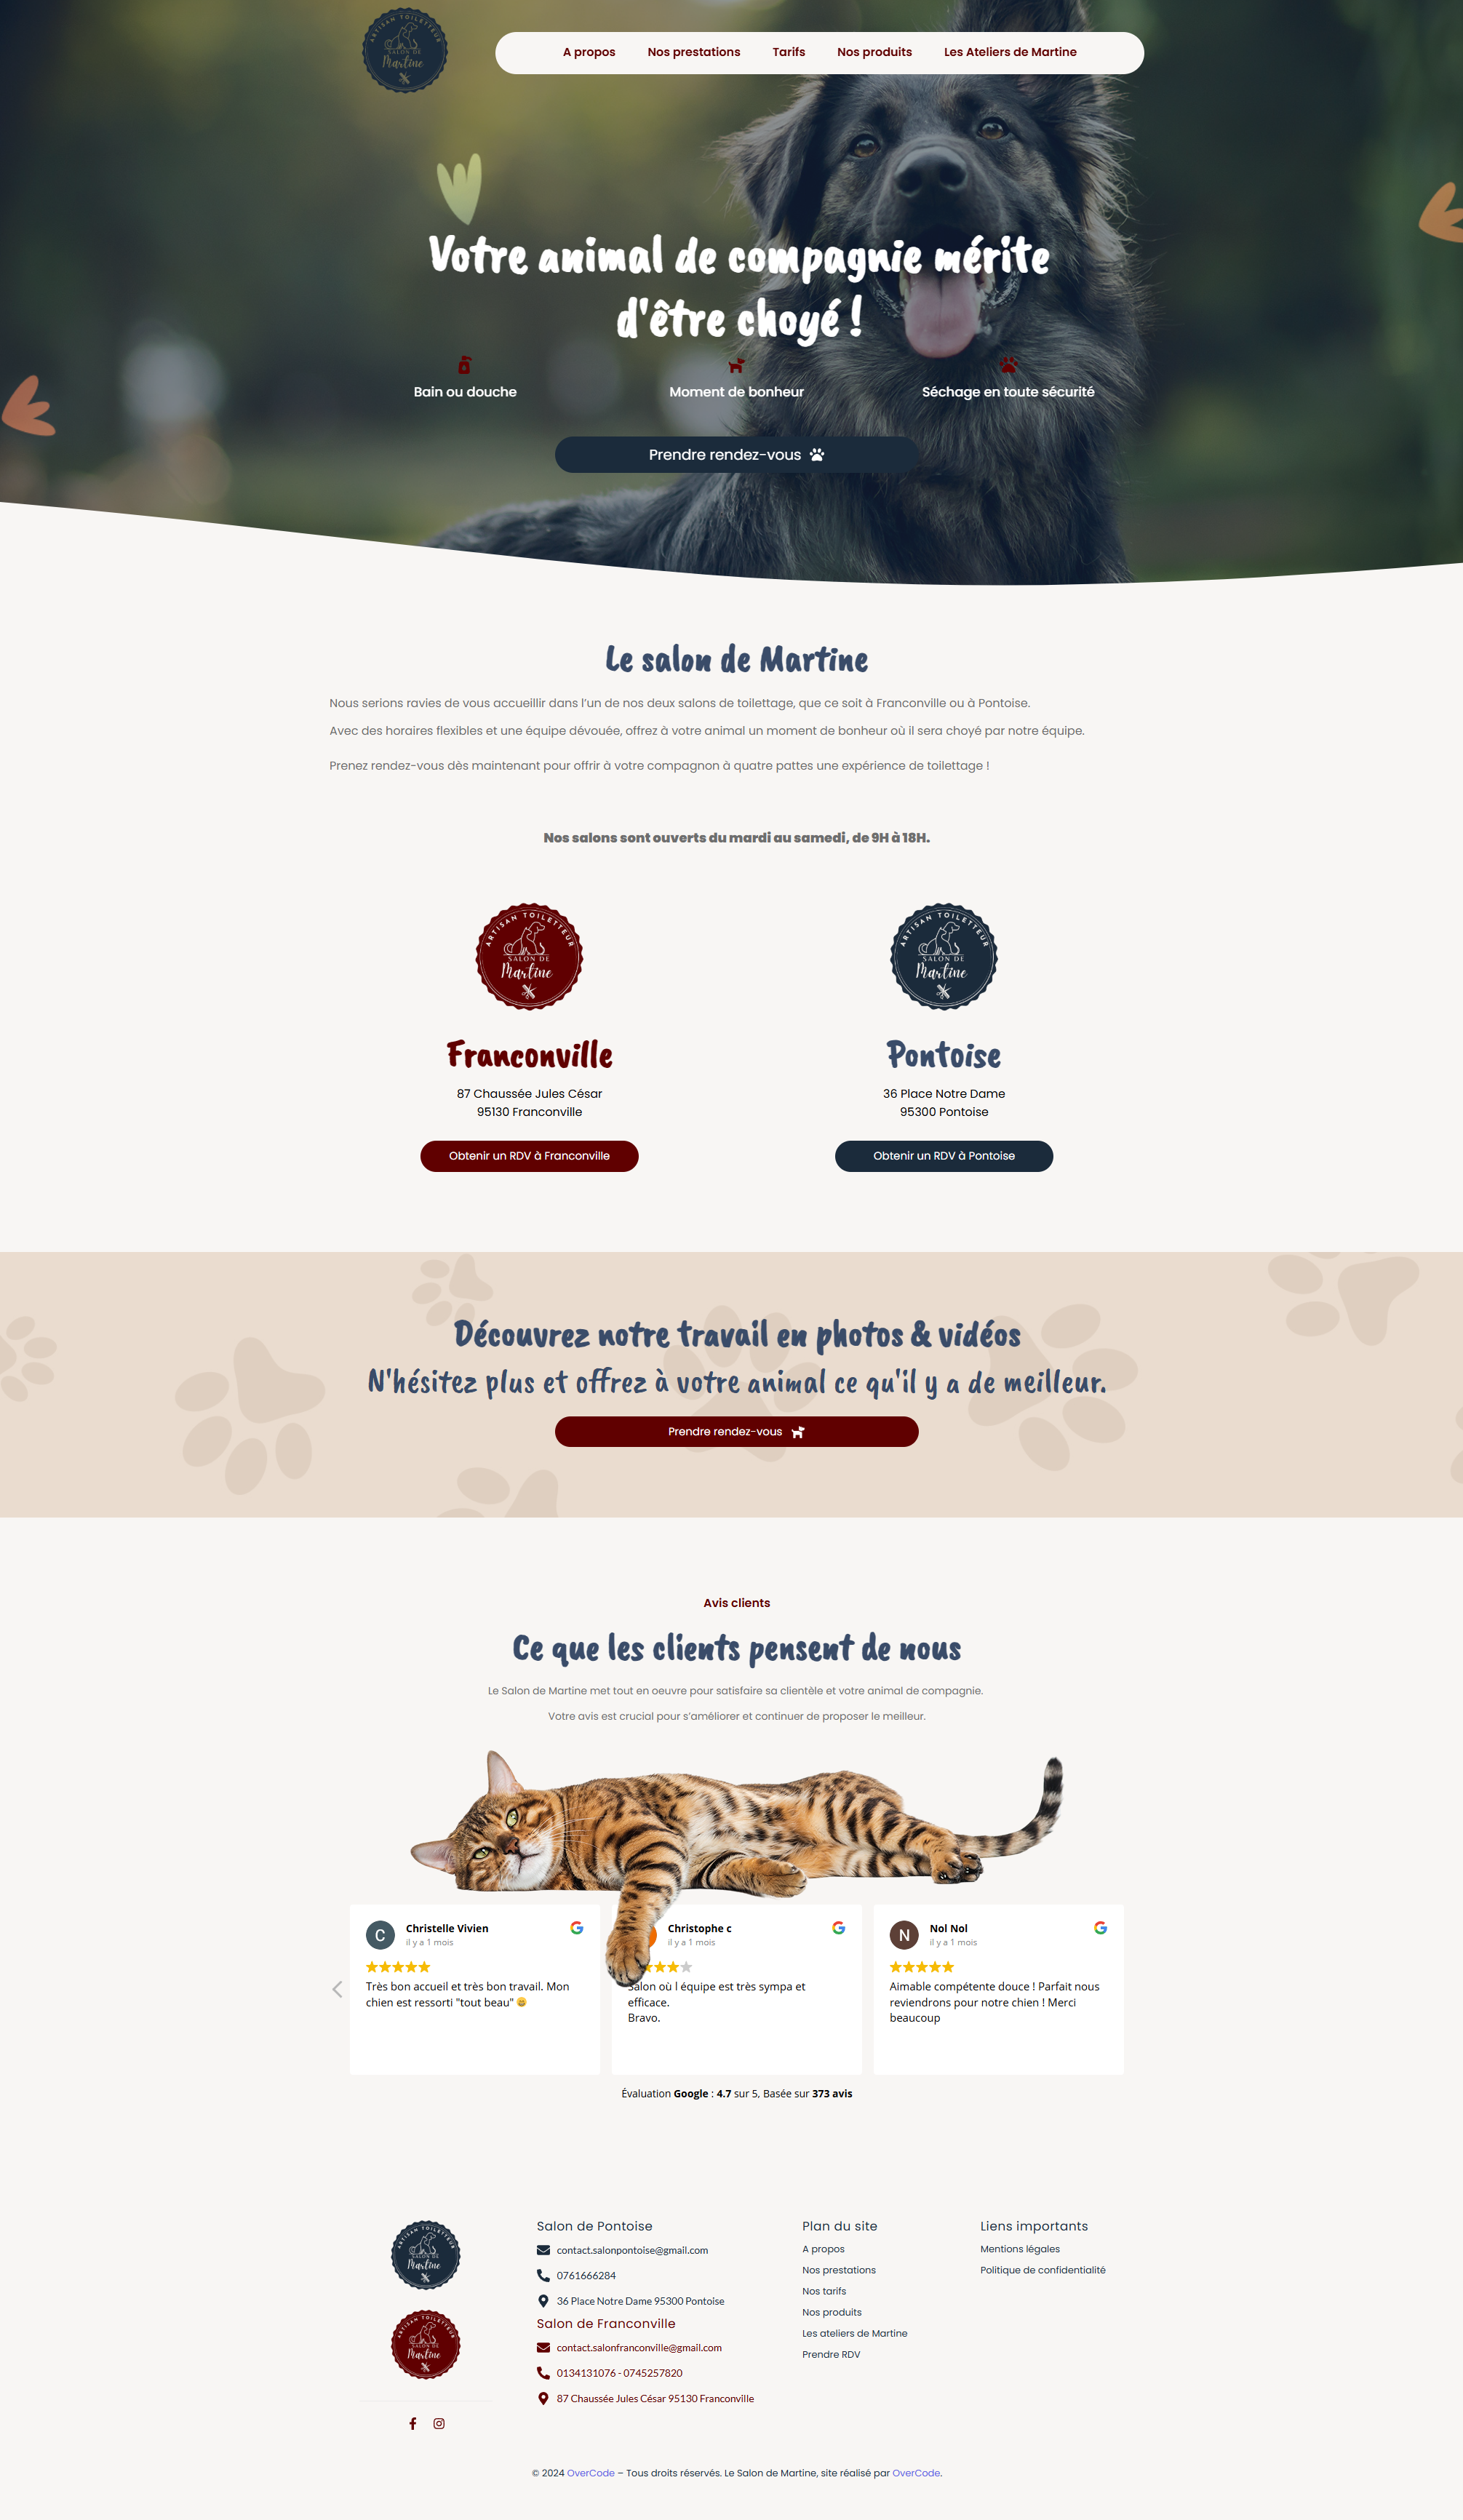 ARTISAN TOILETTEUR
SALON DE
Martine
A propos
Nos prestations
Tarifs
Nos produits
Les Ateliers de Martine
Votre animal de compagnie mérite
d'être choyé !
Bain ou douche
Moment de bonheur
Séchage en toute sécurité
Prendre rendez-vous
Le salon de Martine
Nous serions ravies de vous accueillir dans l'un de nos deux salons de toilettage, que ce soit à Franconville ou à Pontoise.
Avec des horaires flexibles et une équipe dévouée, offrez à votre animal un moment de bonheur où il sera choyé par notre équipe.
Prenez rendez-vous dès maintenant pour offrir à votre compagnon à quatre pattes une expérience de toilettage !
Nos salons sont ouverts du mardi au samedi, de 9H à 18H.
ARTISAN TOILETTEUR
SALON DE
Martine
Franconville
87 Chaussée Jules César
95130 Franconville
Obtenir un RDV à Franconville
ARTISAN TOILETTEUR
SALON DE
Martine
Pontoise
36 Place Notre Dame
95300 Pontoise
Obtenir un RDV à Pontoise
Découvrez notre travail en photos & vidéos
N'hésitez plus et offrez à votre animal ce qu'il y a de meilleur.
Prendre rendez-vous
Avis clients
Ce que les clients pensent de nous
Le Salon de Martine met tout en oeuvre pour satisfaire sa clientèle et votre animal de compagnie.
Votre avis est crucial pour s'améliorer et continuer de proposer le meilleur.
C
Christelle Vivien
il y a 1 mois
Très bon accueil et très bon travail. Mon
chien est ressorti "tout beau" 😀
Christophe c
il y a 1 mois
Salon où l équipe est très sympa et
efficace.
Bravo.
N
Nol Nol
il y a 1 mois
Aimable compétente douce ! Parfait nous
reviendrons pour notre chien ! Merci
beaucoup
Évaluation Google : 4.7 sur 5, Basée sur 373 avis
ARTISAN TOILETTEUR
SALON DE
Martine
ARTISAN TOILETTEUR
SALON DE
Martine
Salon de Pontoise
contact.salonpontoise@gmail.com
0761666284
36 Place Notre Dame 95300 Pontoise
Salon de Franconville
contact.salonfranconville@gmail.com
0134131076 - 0745257820
87 Chaussée Jules César 95130 Franconville
Plan du site
A propos
Nos prestations
Nos tarifs
Nos produits
Les ateliers de Martine
Prendre RDV
Liens importants
Mentions légales
Politique de confidentialité
© 2024 OverCode – Tous droits réservés. Le Salon de Martine, site réalisé par OverCode.